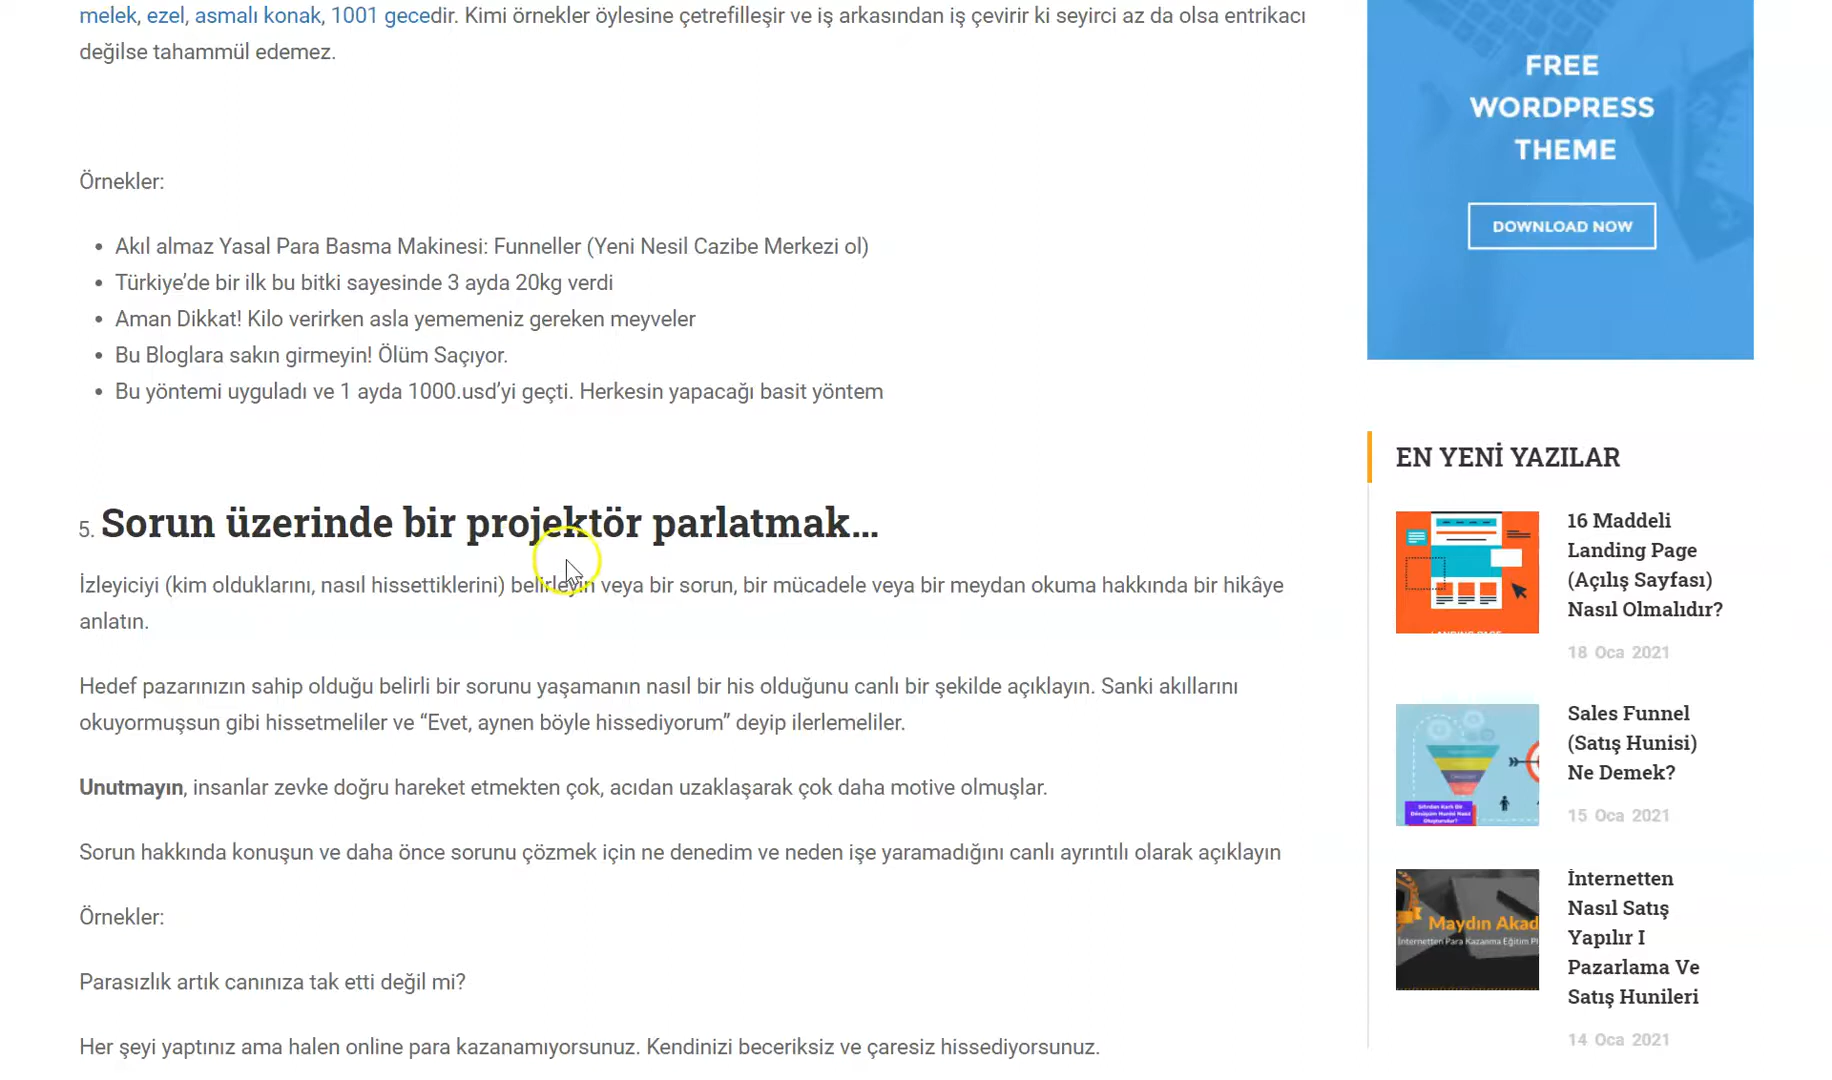 melek, ezel, asmalı konak, 1001 gecedir. Kimi örnekler öylesine çetrefilleşir ve iş arkasından iş çevirir ki seyirci az da olsa entrikacı
değilse tahammül edemez.
Örnekler:
• Akıl almaz Yasal Para Basma Makinesi: Funneller (Yeni Nesil Cazibe Merkezi ol)
• Türkiye’de bir ilk bu bitki sayesinde 3 ayda 20kg verdi
• Aman Dikkat! Kilo verirken asla yememeniz gereken meyveler
• Bu Bloglara sakın girmeyin! Ölüm Saçıyor.
• Bu yöntemi uyguladı ve 1 ayda 1000.usd’yi geçti. Herkesin yapacağı basit yöntem
5. Sorun üzerinde bir projektör parlatmak…
İzleyiciyi (kim olduklarını, nasıl hissettiklerini) belirleyin veya bir sorun, bir mücadele veya bir meydan okuma hakkında bir hikâye
anlatın.
Hedef pazarınızın sahip olduğu belirli bir sorunu yaşamanın nasıl bir his olduğunu canlı bir şekilde açıklayın. Sanki akıllarını
okuyormuşsun gibi hissetmeliler ve “Evet, aynen böyle hissediyorum” deyip ilerlemeliler.
Unutmayın, insanlar zevke doğru hareket etmekten çok, acıdan uzaklaşarak çok daha motive olmuşlar.
Sorun hakkında konuşun ve daha önce sorunu çözmek için ne denedim ve neden işe yaramadığını canlı ayrıntılı olarak açıklayın
Örnekler:
Parasızlık artık canınıza tak etti değil mi?
Her şeyi yaptınız ama halen online para kazanamıyorsunuz. Kendinizi beceriksiz ve çaresiz hissediyorsunuz.
FREE
WORDPRESS
THEME
DOWNLOAD NOW
EN YENİ YAZILAR
16 Maddeli
Landing Page
(Açılış Sayfası)
Nasıl Olmalıdır?
18 Oca 2021
Sales Funnel
(Satış Hunisi)
Ne Demek?
15 Oca 2021
Maydın Akad
İnternetten Para Kazanma Eğitim Pl
İnternetten
Nasıl Satış
Yapılır I
Pazarlama Ve
Satış Hunileri
14 Oca 2021